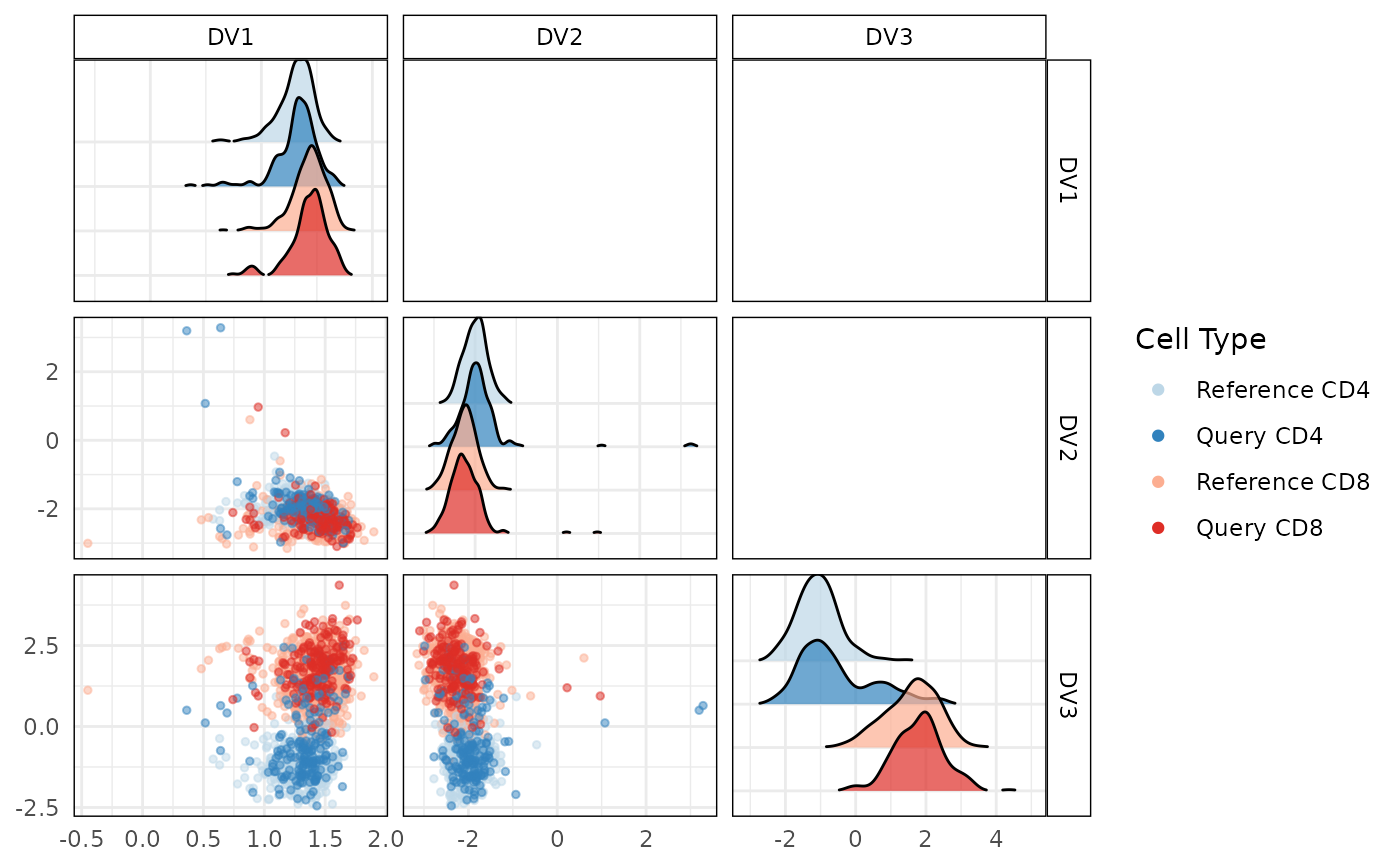 DV1 DV2 DV3
DV1
2
0
-2
DV2
Cell Type
Reference CD4
Query CD4
Reference CD8
Query CD8
2.5
0.0
-2.5
DV3
-0.5 0.0 0.5 1.0 1.5 2.0 -2 0 2 -2 0 2 4